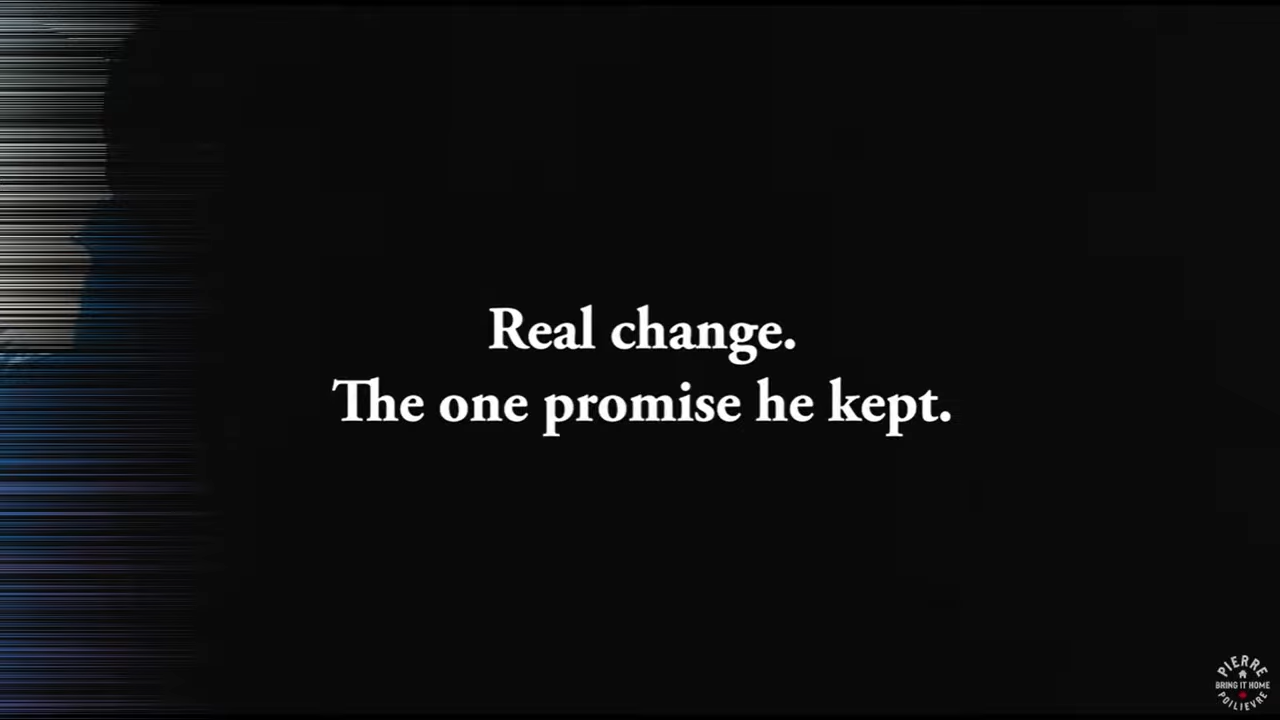 Real change.
The one promise he kept.
PIERRE
BRING IT HOME
POILIEVRE